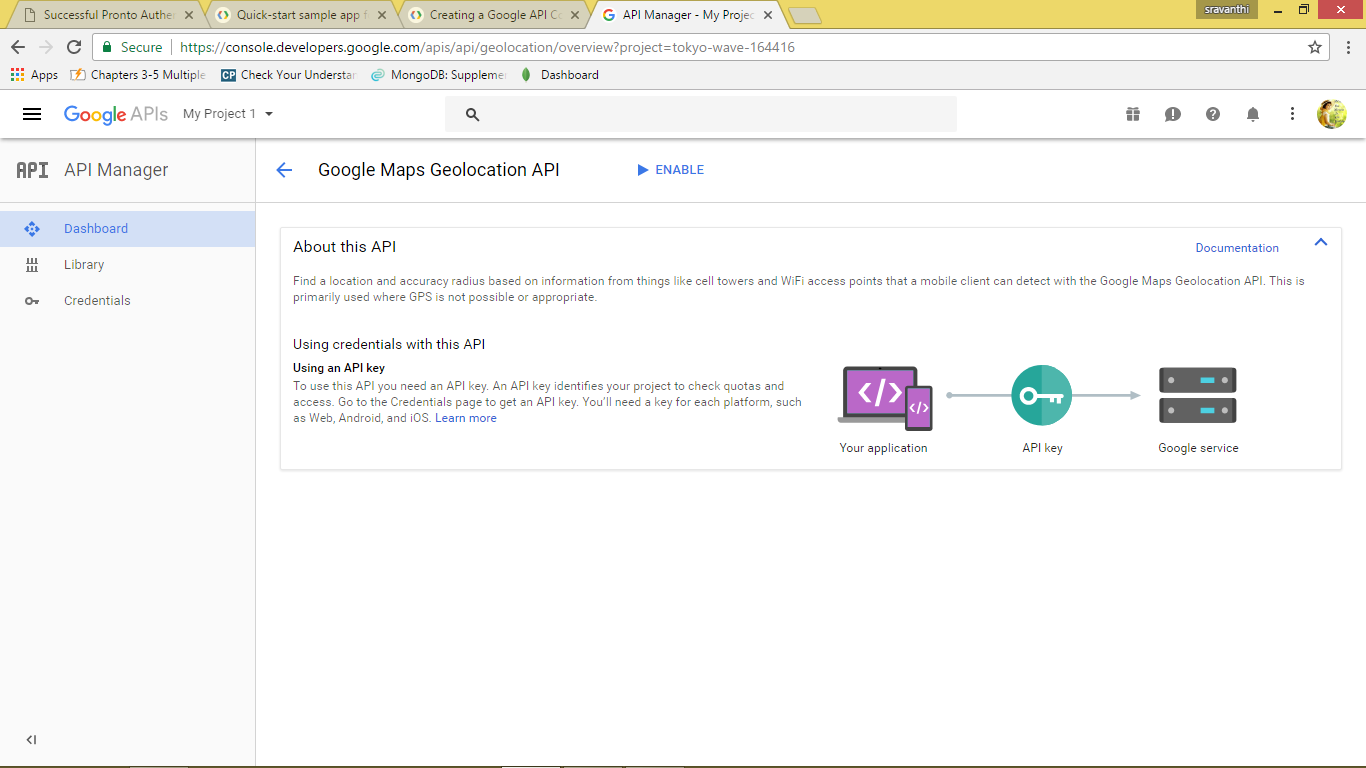 Successful Pronto Authe
Quick-start sample app f
Creating a Google API Co
API Manager - My Projec
sravanthi
Secure
https://console.developers.google.com/apis/api/geolocation/overview?project=tokyo-wave-164416
Apps
Chapters 3-5 Multiple
CP Check Your Understa
MongoDB: Suppleme
Dashboard
Google APIs
My Project 1
API API Manager
Google Maps Geolocation API
ENABLE
Dashboard
Library
Credentials
About this API
Documentation
Find a location and accuracy radius based on information from things like cell towers and WiFi access points that a mobile client can detect with the Google Maps Geolocation API. This is
primarily used where GPS is not possible or appropriate.
Using credentials with this API
Using an API key
To use this API you need an API key. An API key identifies your project to check quotas and
access. Go to the Credentials page to get an API key. You'll need a key for each platform, such
as Web, Android, and iOS. Learn more
Your application
API key
Google service